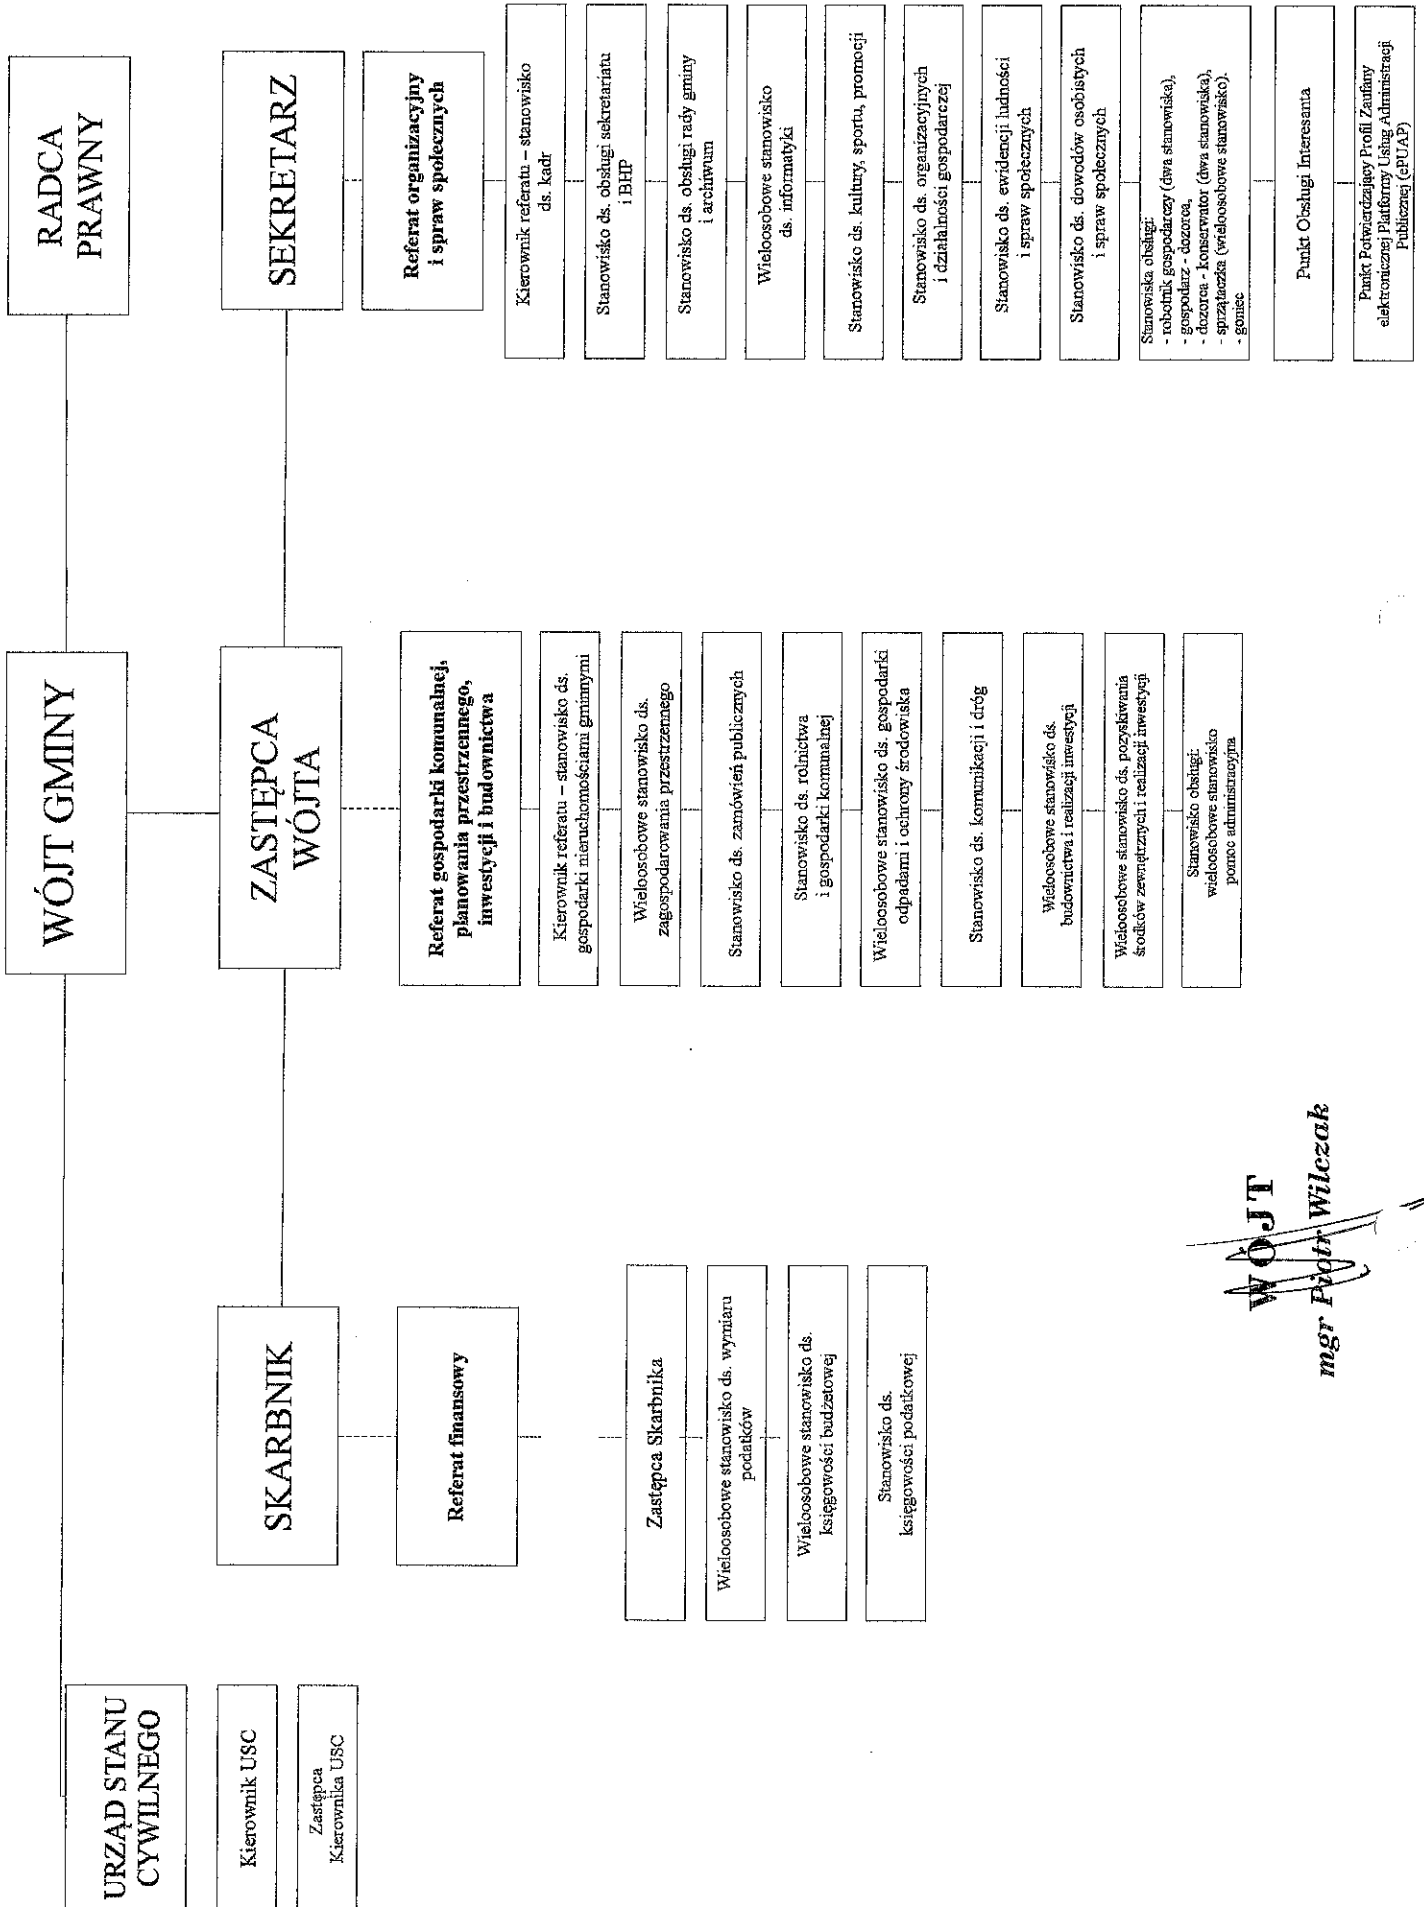 WÓJT GMINY
RADCA
PRAWNY
URZĄD STANU
CYWILNEGO
Kierownik USC
Zastępca
Kierownika USC
SKARBNIK
Referat finansowy
Zastępca Skarbnika
Wieloosobowe stanowisko ds. wymiaru
podatków
Wieloosobowe stanowisko ds.
księgowości budżetowej
Stanowisko ds.
księgowości podatkowej
ZASTĘPCA
WÓJTA
Referat gospodarki komunalnej,
planowania przestrzennego,
inwestycji i budownictwa
Kierownik referatu – stanowisko ds.
gospodarki nieruchomościami gminnymi
Wieloosobowe stanowisko ds.
zagospodarowania przestrzennego
Stanowisko ds. zamówień publicznych
Stanowisko ds. rolnictwa
i gospodarki komunalnej
Wieloosobowe stanowisko ds. gospodarki
odpadami i ochrony środowiska
Stanowisko ds. komunikacji i dróg
Wieloosobowe stanowisko ds.
budownictwa i realizacji inwestycji
Wieloosobowe stanowisko ds. pozyskiwania
środków zewnętrznych i realizacji inwestycji
Stanowisko obsługi:
wieloosobowe stanowisko
pomoc administracyjna
SEKRETARZ
Referat organizacyjny
i spraw społecznych
Kierownik referatu – stanowisko
ds. kadr
Stanowisko ds. obsługi sekretariatu
i BHP
Stanowisko ds. obsługi rady gminy
i archiwum
Wieloosobowe stanowisko
ds. informatyki
Stanowisko ds. kultury, sportu, promocji
Stanowisko ds. organizacyjnych
i działalności gospodarczej
Stanowisko ds. ewidencji ludności
i spraw społecznych
Stanowisko ds. dowodów osobistych
i spraw społecznych
Stanowiska obsługi:
- robotnik gospodarczy (dwa stanowiska),
- gospodarz - dozorca,
- dozorca - konserwator (dwa stanowiska),
- sprzątaczka (wieloosobowe stanowisko).
- goniec
Punkt Obsługi Interesanta
Punkt Potwierdzający Profil Zaufany
elektronicznej Platformy Usług Administracji
Publicznej (ePUAP)
WÓJT
mgr Piotr Wilczak